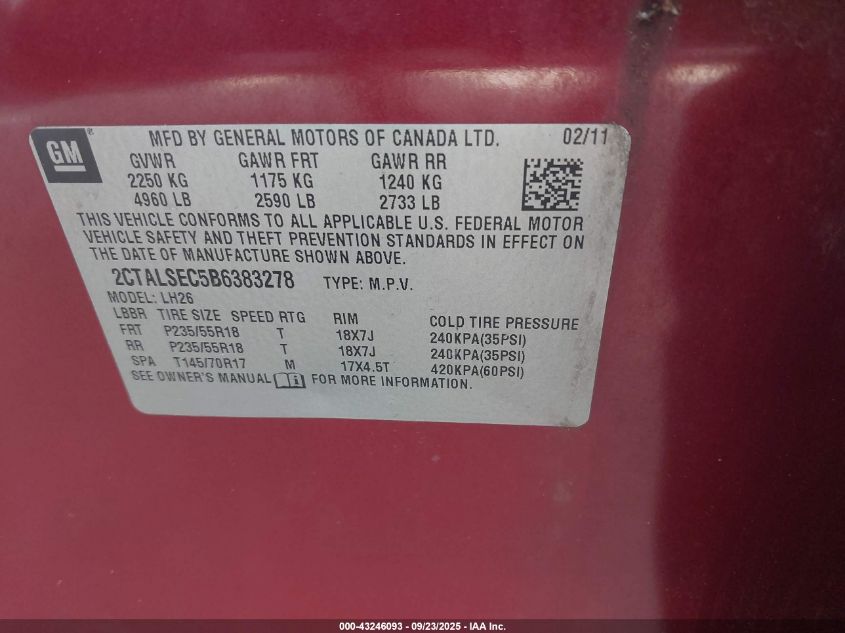 GM ® MFD BY GENERAL MOTORS OF CANADA LTD. 02/11
GVWR GAWR FRT GAWR RR
2250 KG 1175 KG 1240 KG
4960 LB 2590 LB 2733 LB
THIS VEHICLE CONFORMS TO ALL APPLICABLE U.S. FEDERAL MOTOR
VEHICLE SAFETY AND THEFT PREVENTION STANDARDS IN EFFECT ON
THE DATE OF MANUFACTURE SHOWN ABOVE.
2CTALSEC5B6383278 TYPE: M.P.V.
MODEL: LH26
LBBR TIRE SIZE SPEED RTG RIM COLD TIRE PRESSURE
FRT P235/55R18 T 18X7J 240KPA(35PSI)
RR P235/55R18 T 18X7J 240KPA(35PSI)
SPA T145/70R17 M 17X4.5T 420KPA(60PSI)
SEE OWNER'S MANUAL FOR MORE INFORMATION.
000-43246093 - 09/23/2025 - IAA Inc.